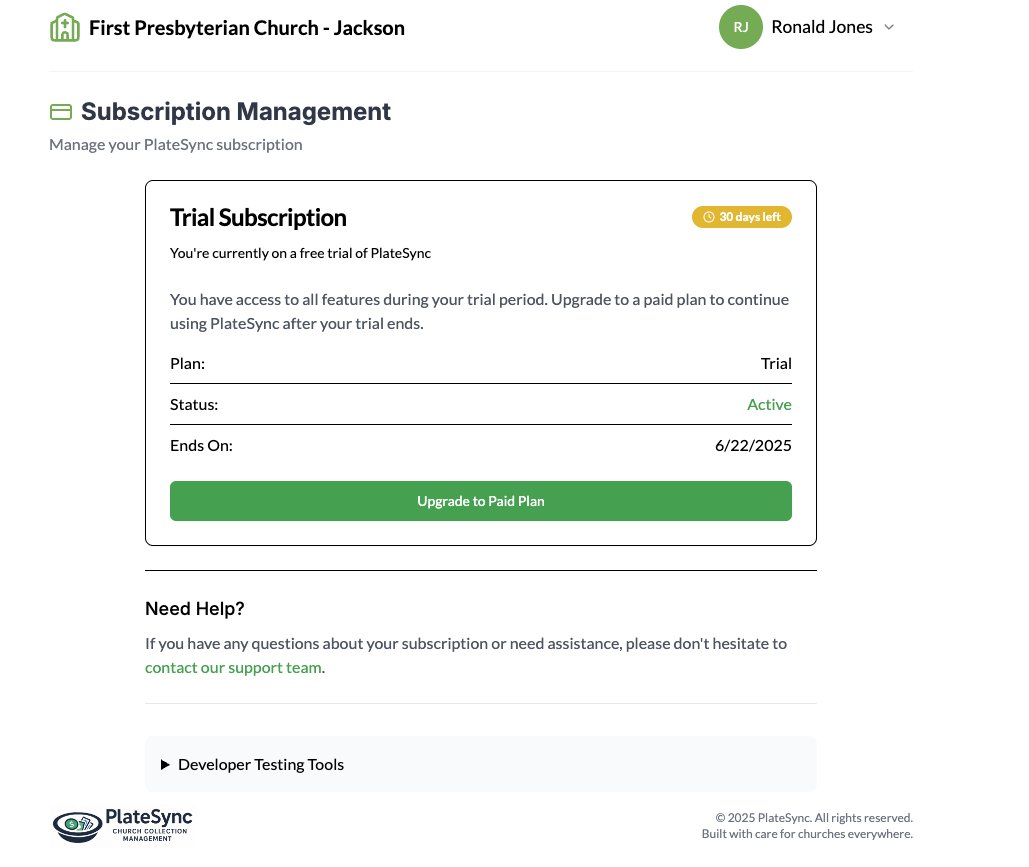 First Presbyterian Church - Jackson
RJ Ronald Jones
Subscription Management
Manage your PlateSync subscription
Trial Subscription
30 days left
You're currently on a free trial of PlateSync
You have access to all features during your trial period. Upgrade to a paid plan to continue
using PlateSync after your trial ends.
Plan: Trial
Status: Active
Ends On: 6/22/2025
Upgrade to Paid Plan
Need Help?
If you have any questions about your subscription or need assistance, please don't hesitate to
contact our support team.
Developer Testing Tools
PlateSync
CHURCH COLLECTION
MANAGEMENT
© 2025 PlateSync. All rights reserved.
Built with care for churches everywhere.